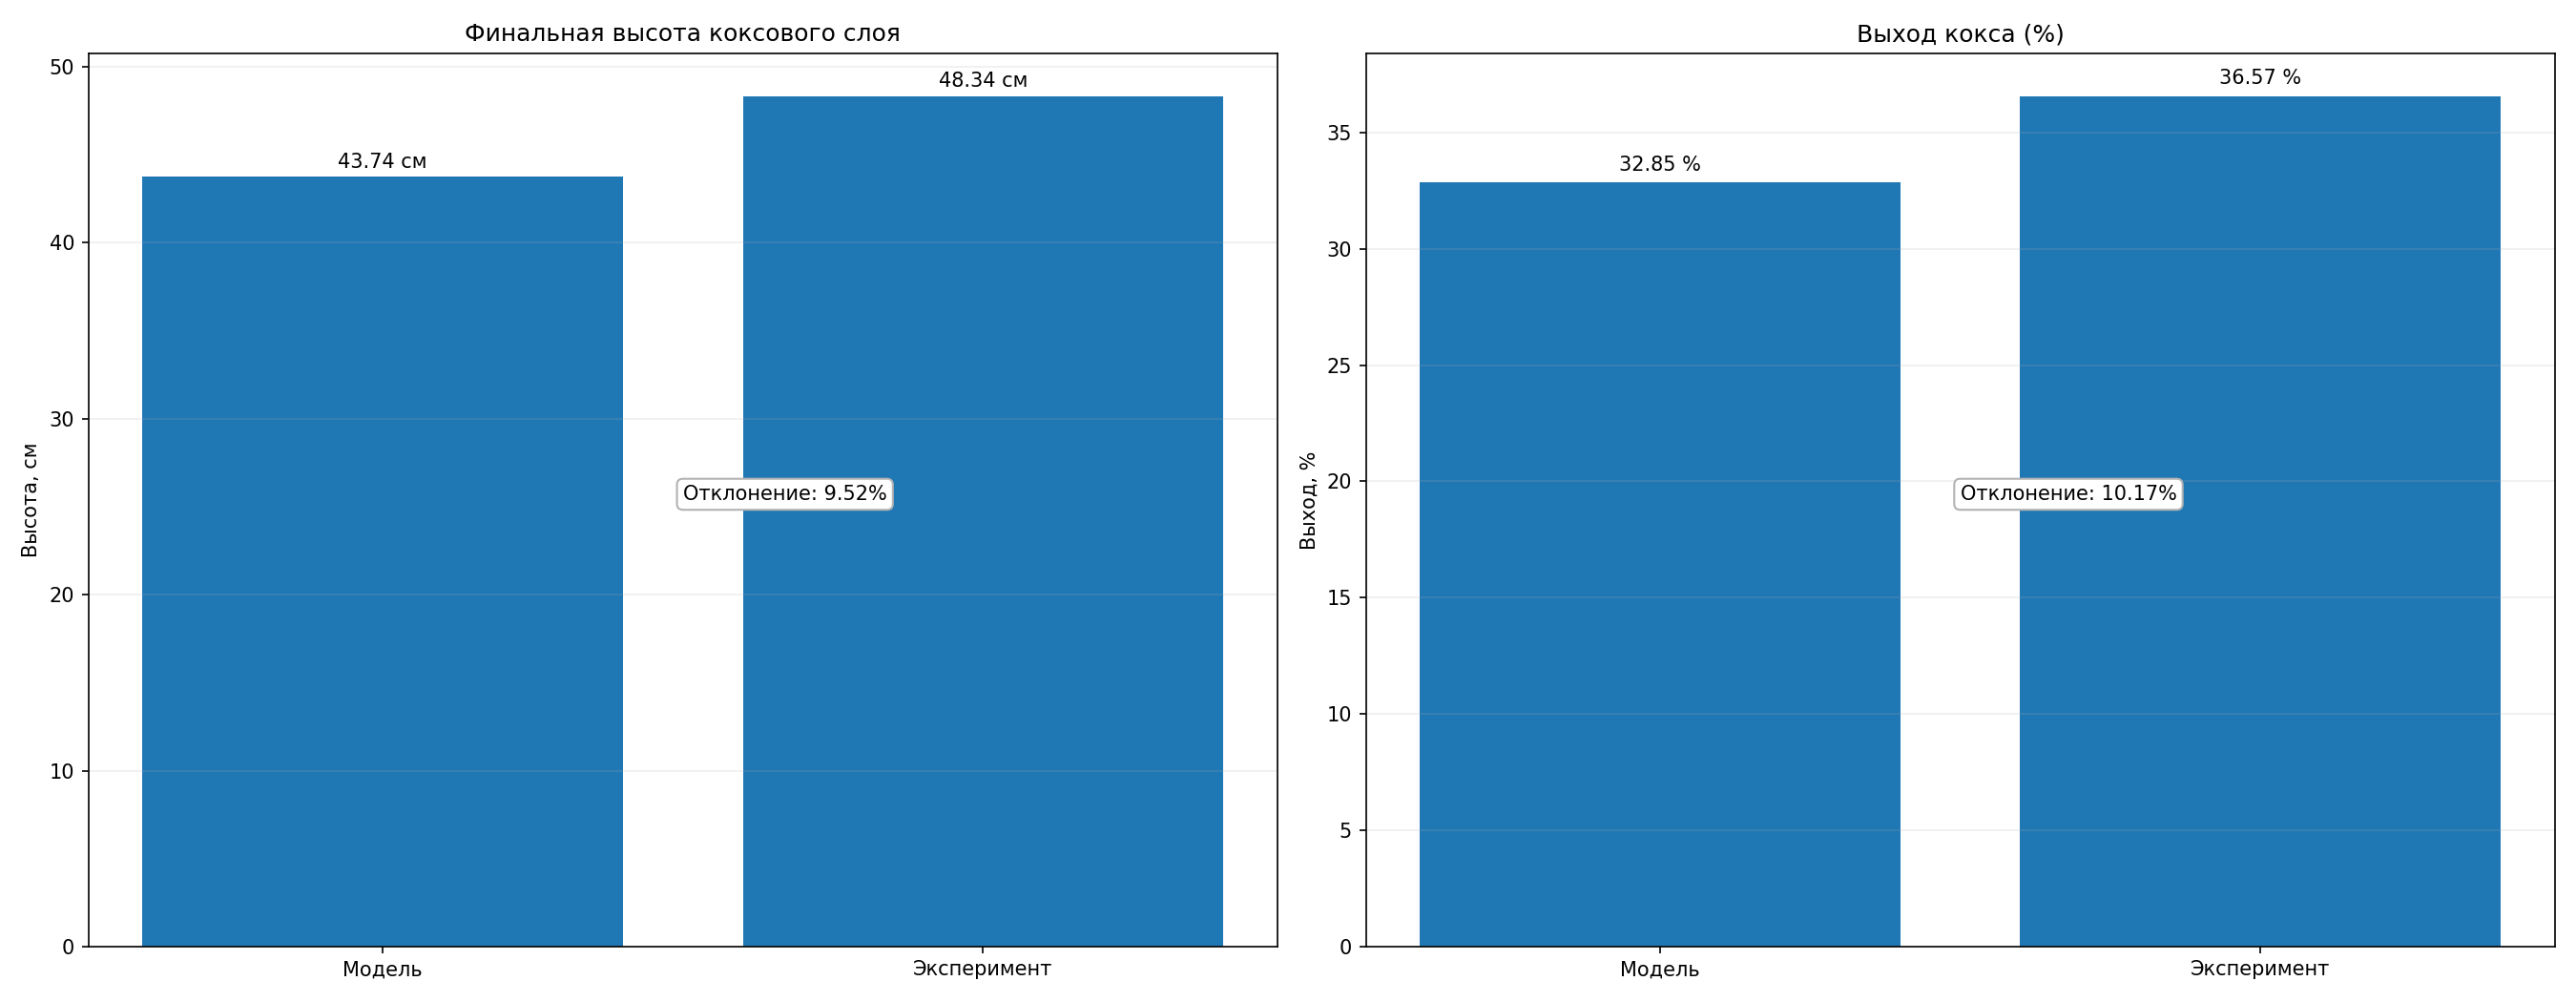 Финальная высота коксового слоя
Высота, см
50
40
30
20
10
0
43.74 см
48.34 см
Отклонение: 9.52%
Модель
Эксперимент
Выход кокса (%)
Выход, %
35
30
25
20
15
10
5
0
32.85 %
36.57 %
Отклонение: 10.17%
Модель
Эксперимент